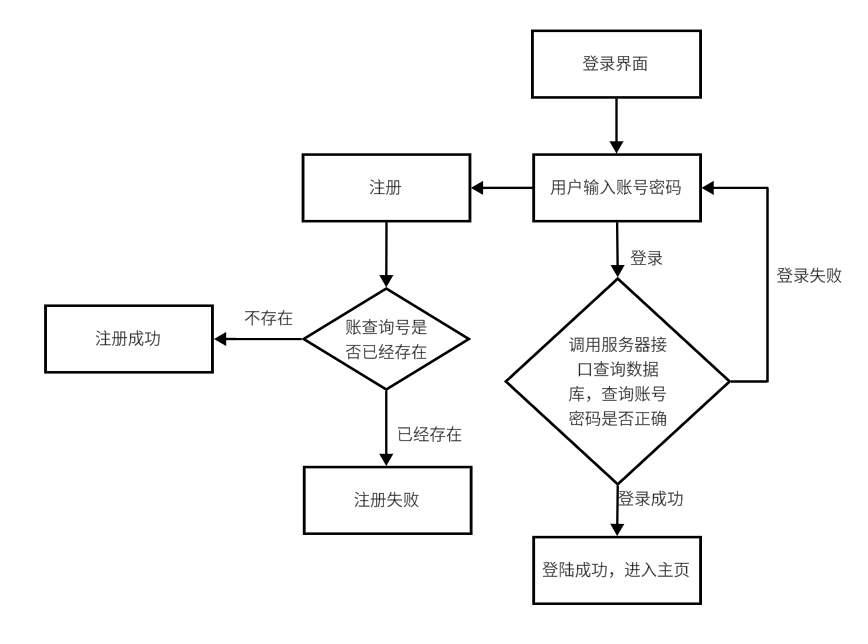 登录界面
注册
用户输入账号密码
登录
登录失败
不存在
注册成功
账查询号是
否已经存在
调用服务器接
口查询数据
库，查询账号
密码是否正确
已经存在
注册失败
登录成功
登陆成功，进入主页